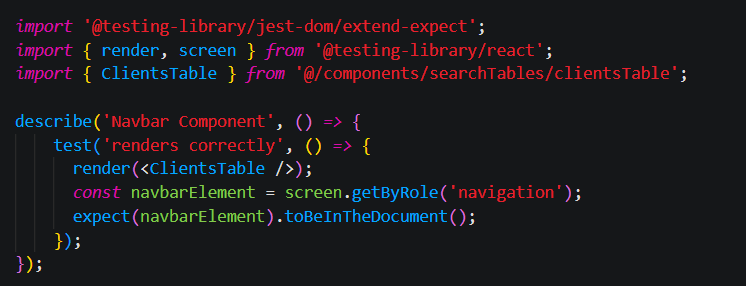 import '@testing-library/jest-dom/extend-expect';
import { render, screen } from '@testing-library/react';
import { ClientsTable } from '@/components/searchTables/clientsTable';
describe('Navbar Component', () => {
test('renders correctly', () => {
render(<ClientsTable />);
const navbarElement = screen.getByRole('navigation');
expect(navbarElement).toBeInTheDocument();
});
});